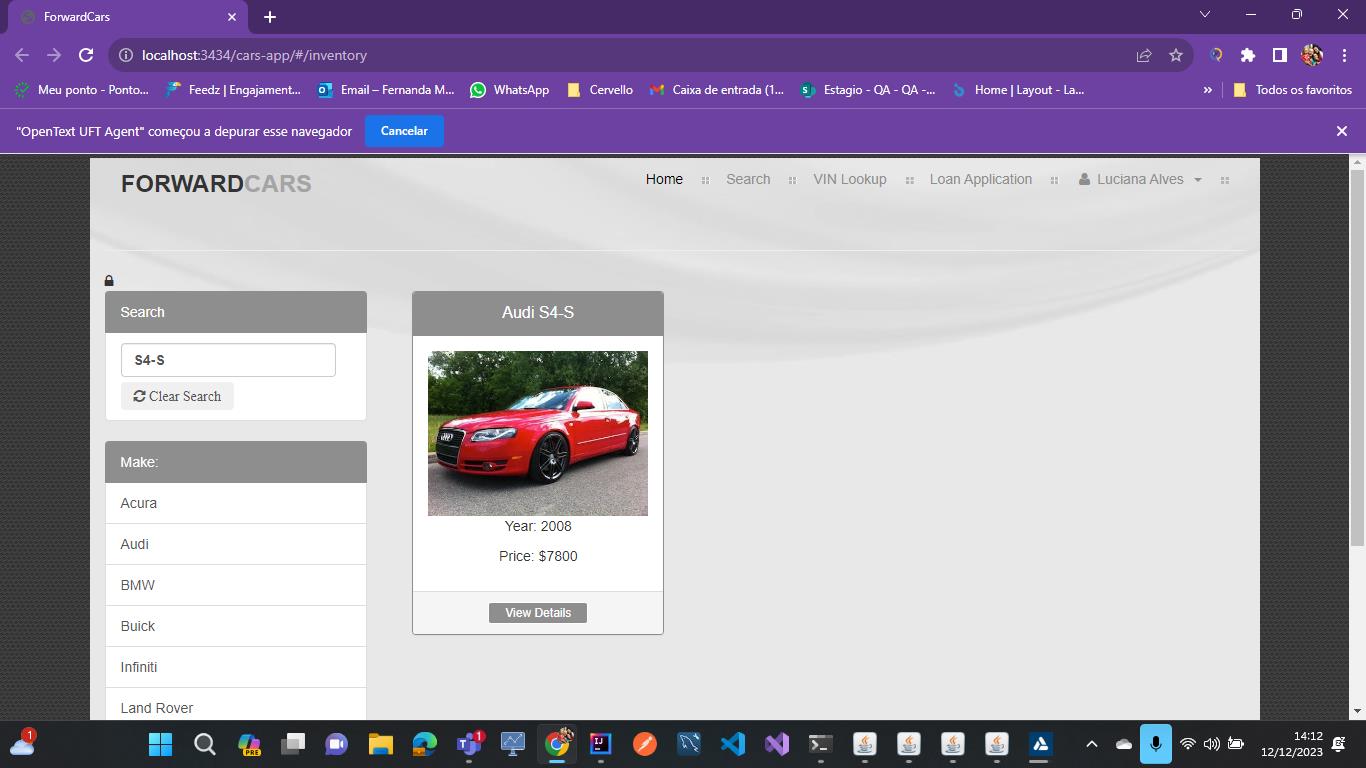 ForwardCars
localhost:3434/cars-app/#/inventory
Meu ponto - Ponto...
Feedz | Engajament...
Email – Fernanda M...
WhatsApp
Cervello
Caixa de entrada (1...
Estagio - QA - QA -...
Home | Layout - La...
»
Todos os favoritos
"OpenText UFT Agent" começou a depurar esse navegador
Cancelar
FORWARDCARS
Home
Search
VIN Lookup
Loan Application
Luciana Alves
Search
S4-S
Clear Search
Make:
Acura
Audi
BMW
Buick
Infiniti
Land Rover
Audi S4-S
Year: 2008
Price: $7800
View Details
1
PRE
1
14:12
12/12/2023